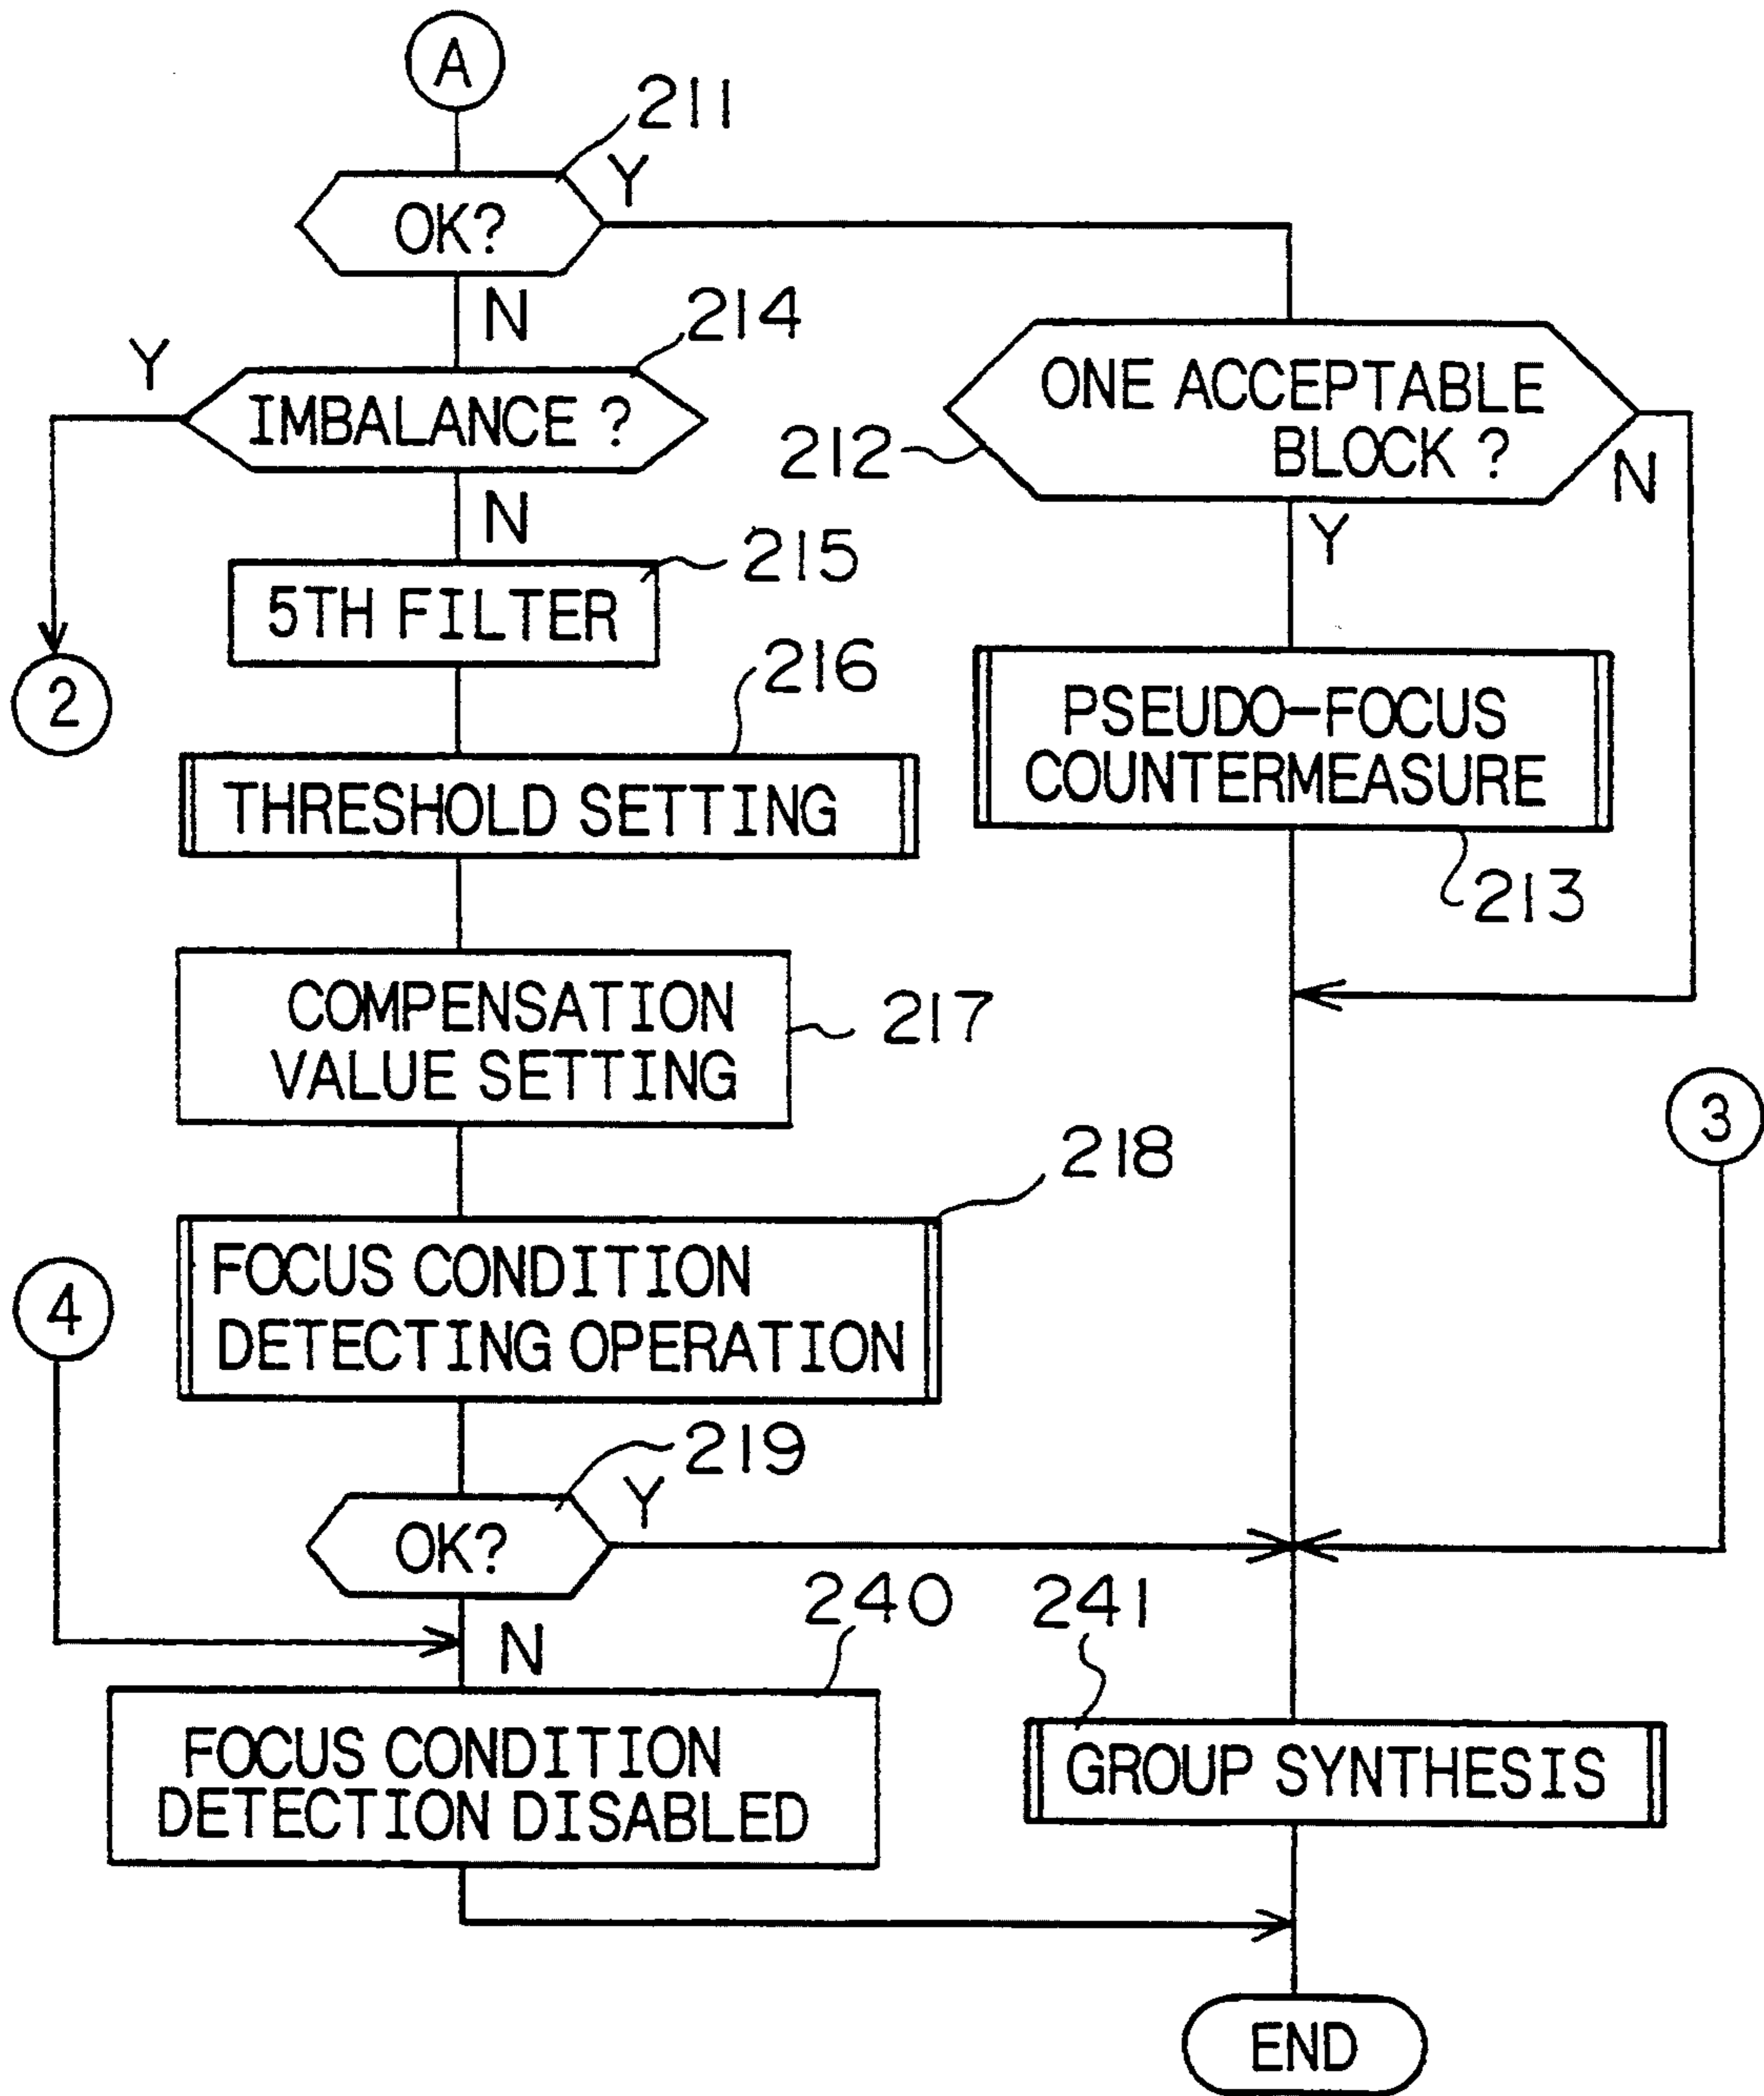 A
211
OK?
Y
N
214
Y
IMBALANCE ?
N
ONE ACCEPTABLE
BLOCK ?
212
N
Y
5TH FILTER
215
2
216
THRESHOLD SETTING
PSEUDO-FOCUS
COUNTERMEASURE
213
COMPENSATION
VALUE SETTING
217
3
218
FOCUS CONDITION
DETECTING OPERATION
4
219
OK?
Y
N
240
241
FOCUS CONDITION
DETECTION DISABLED
GROUP SYNTHESIS
END